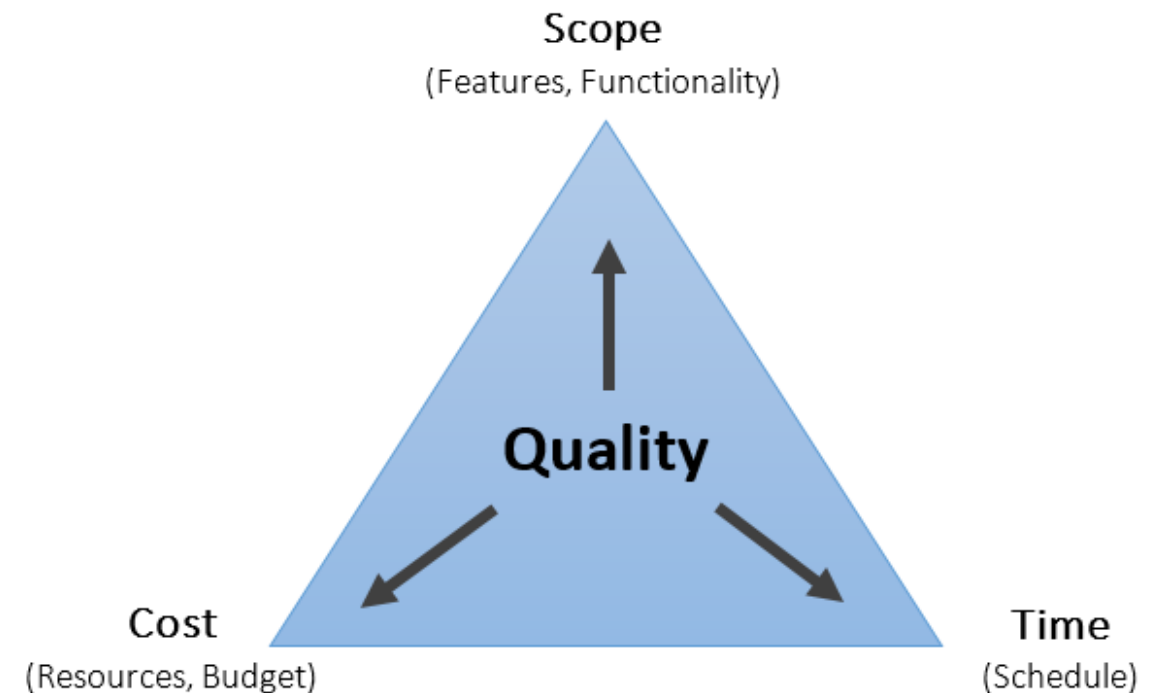 Scope
(Features, Functionality)
Quality
Cost
(Resources, Budget)
Time
(Schedule)